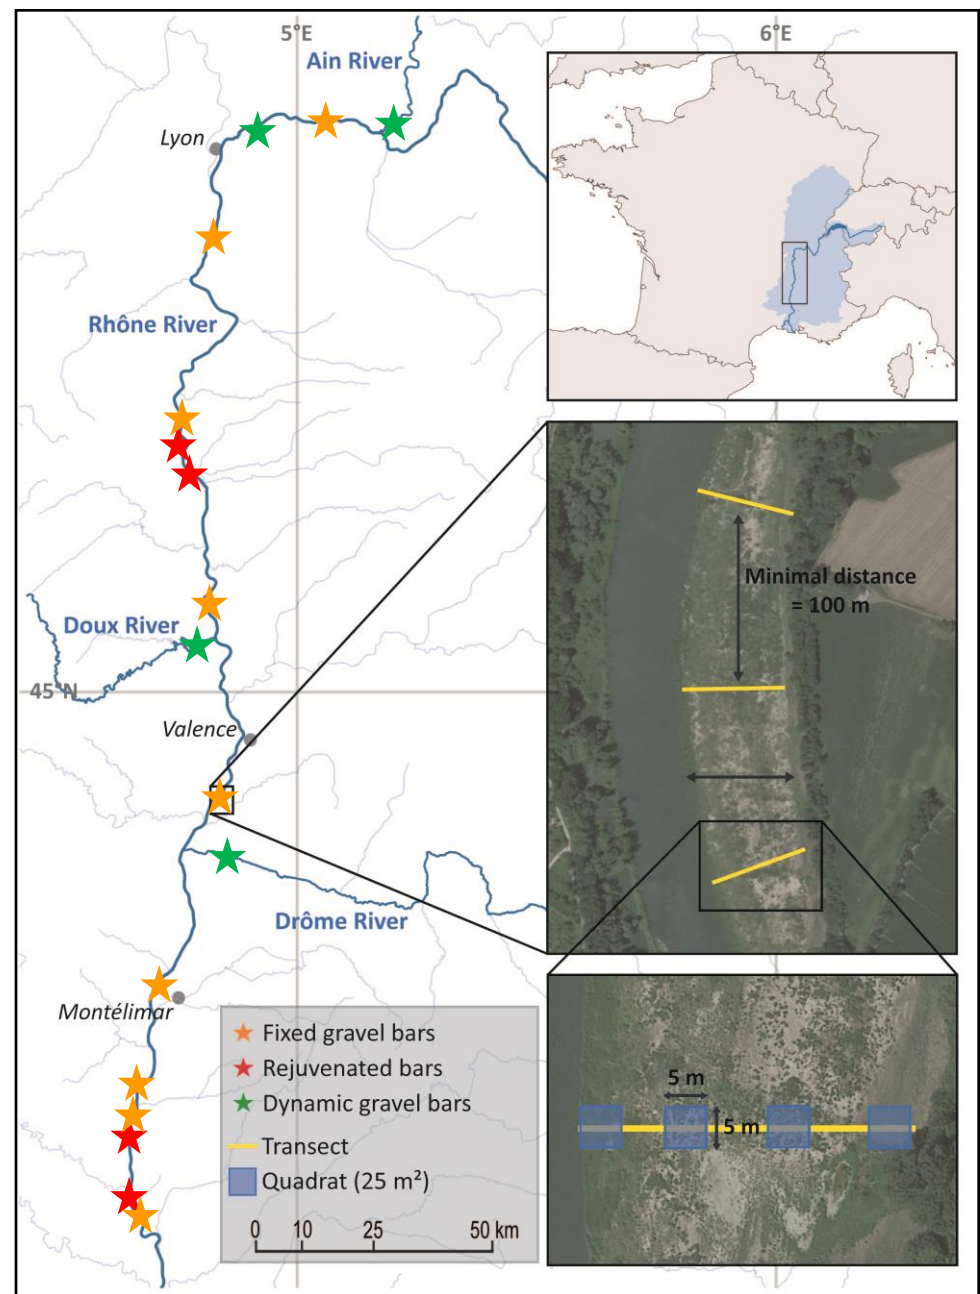 5°E
6°E
Ain River
Lyon
Rhône River
Doux River
45°N
Valence
Drôme River
Montélimar
Minimal distance
= 100 m
5 m
5 m
Fixed gravel bars
Rejuvenated bars
Dynamic gravel bars
Transect
Quadrat (25 m²)
0 10 25 50 km